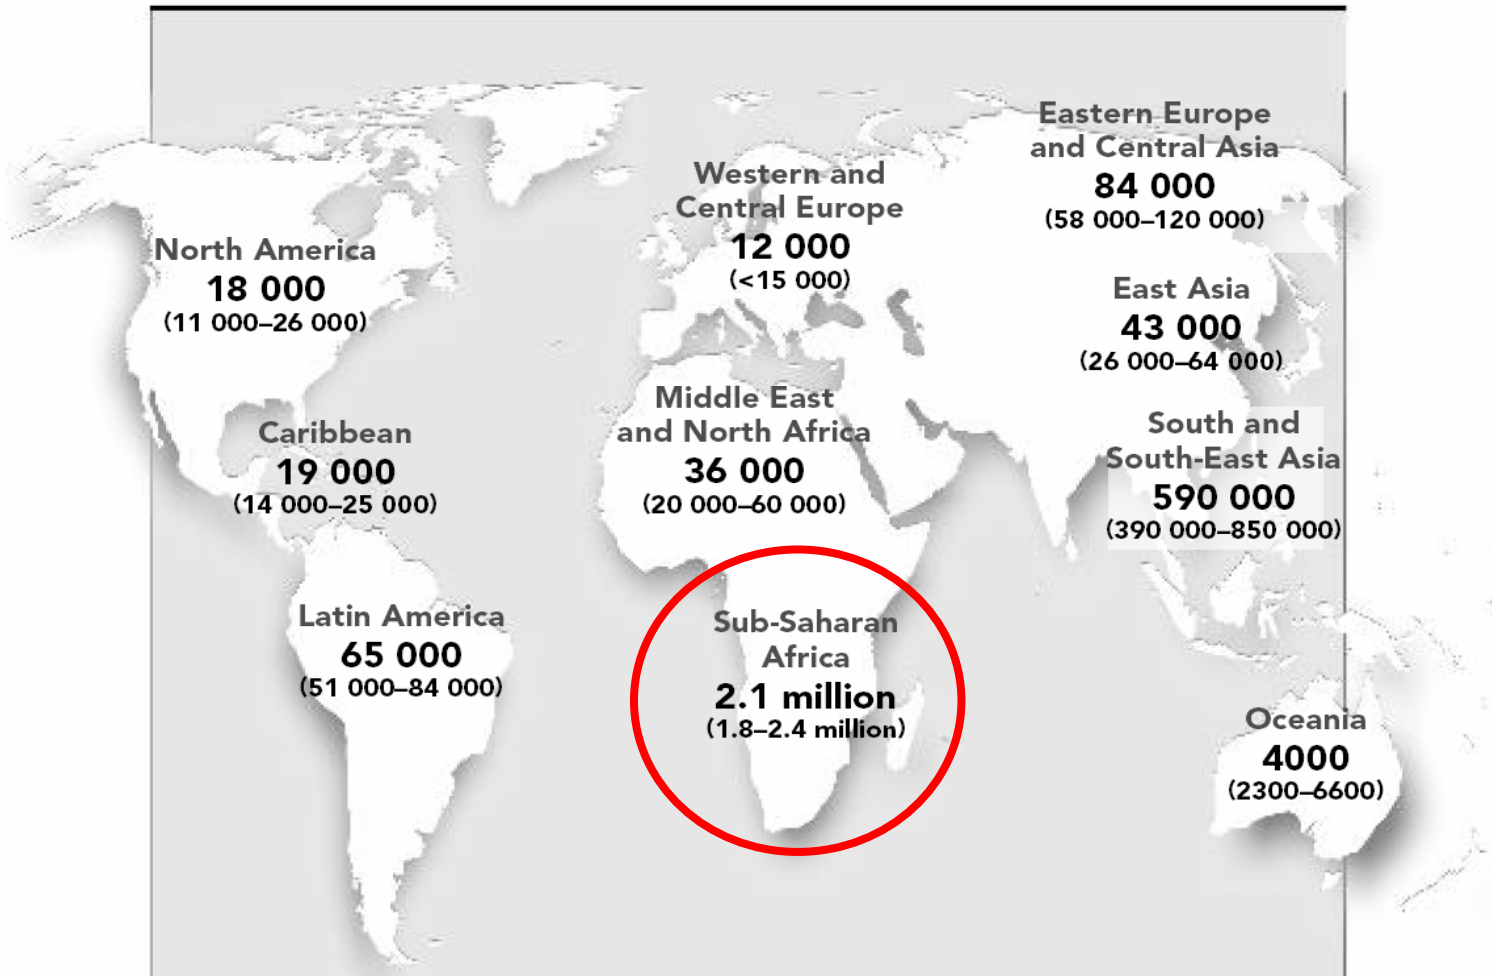 Eastern Europe
and Central Asia
84 000
(58 000–120 000)
Western and
Central Europe
12 000
(<15 000)
North America
18 000
(11 000–26 000)
East Asia
43 000
(26 000–64 000)
Middle East
and North Africa
36 000
(20 000–60 000)
Caribbean
19 000
(14 000–25 000)
South and
South-East Asia
590 000
(390 000–850 000)
Latin America
65 000
(51 000–84 000)
Sub-Saharan
Africa
2.1 million
(1.8–2.4 million)
Oceania
4000
(2300–6600)